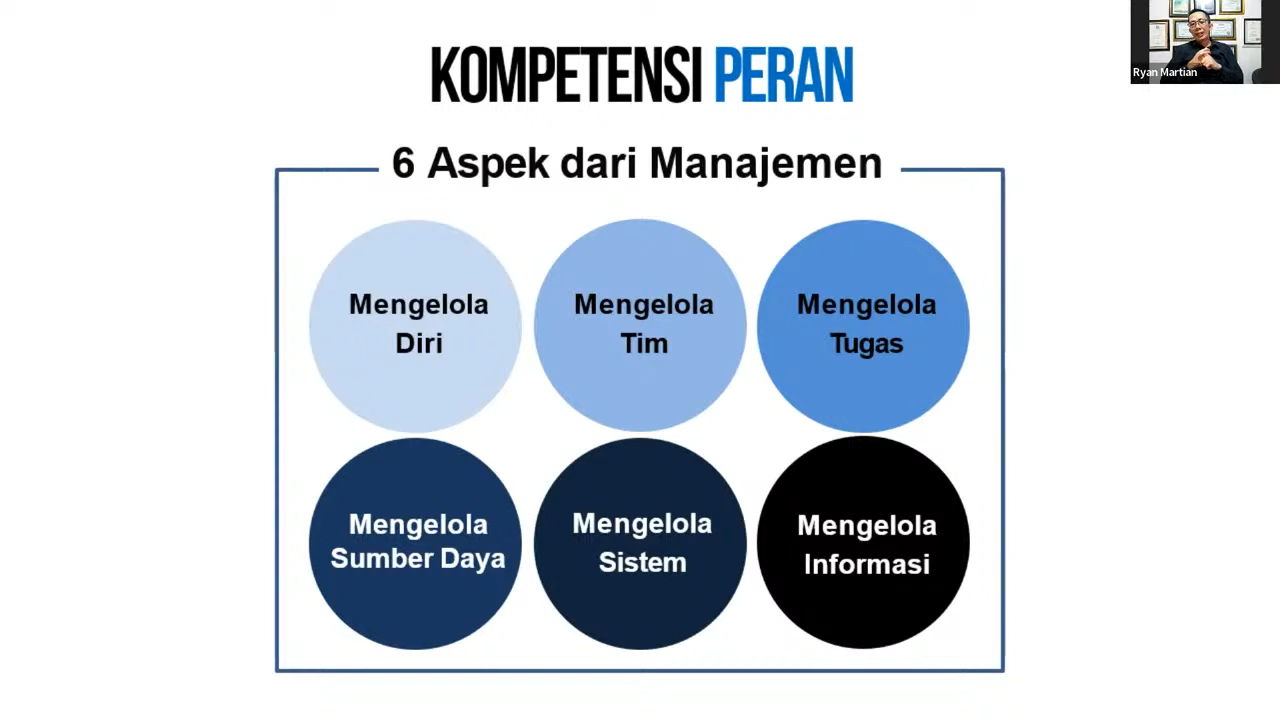 KOMPETENSI PERAN
6 Aspek dari Manajemen
Mengelola
Diri
Mengelola
Tim
Mengelola
Tugas
Mengelola
Sumber Daya
Mengelola
Sistem
Mengelola
Informasi
Ryan Martian